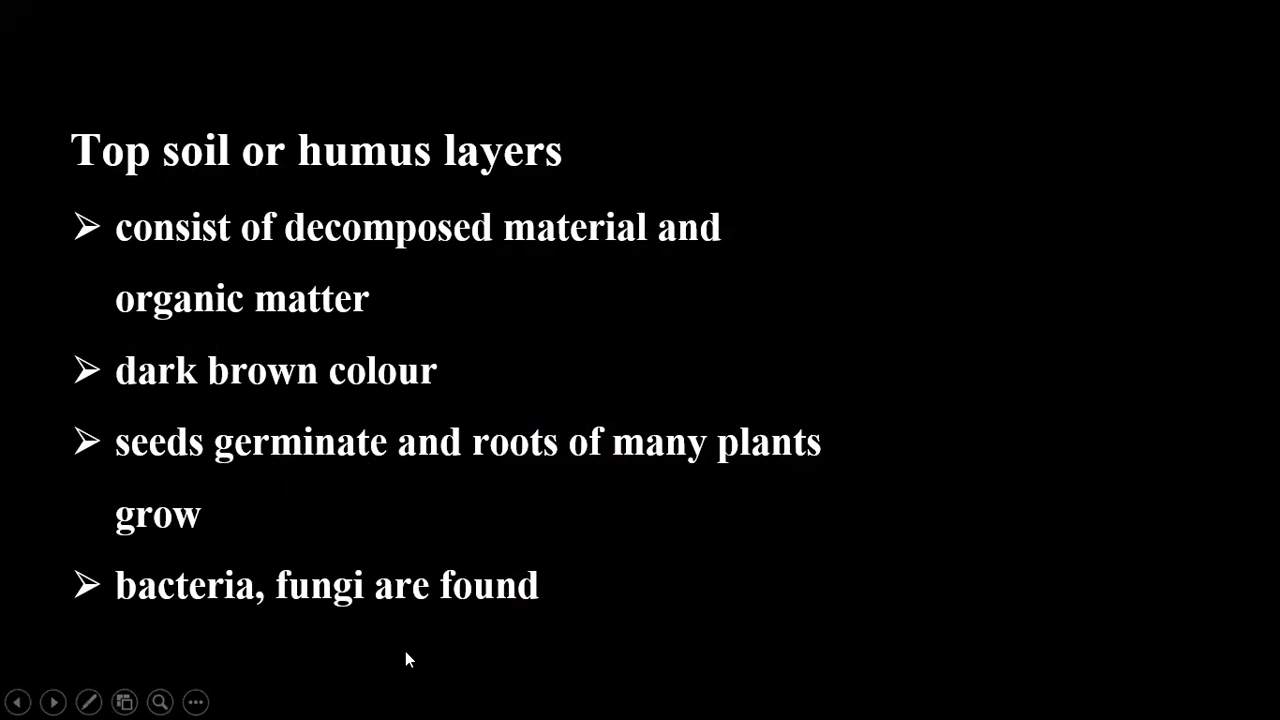 Top soil or humus layers
➢ consist of decomposed material and
organic matter
➢ dark brown colour
➢ seeds germinate and roots of many plants
grow
➢ bacteria, fungi are found